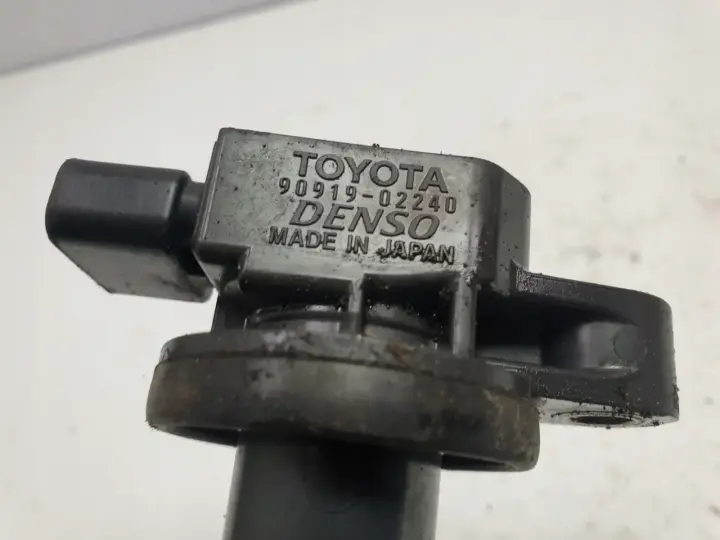 TOYOTA
90919-02240
DENSO
MADE IN JAPAN